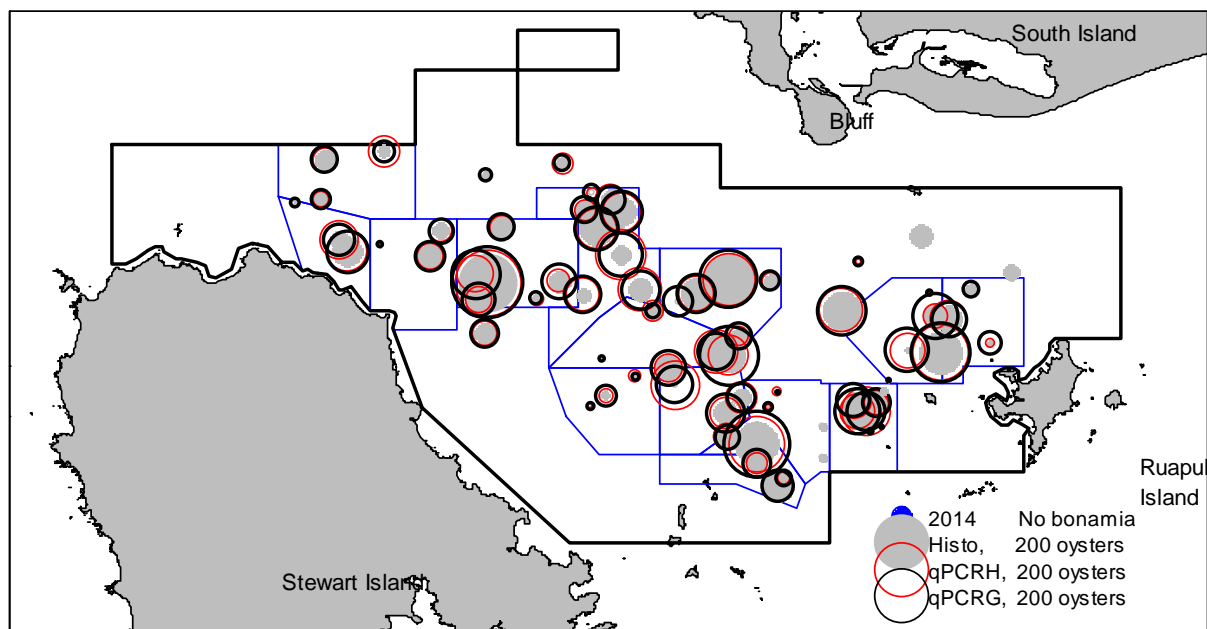 South Island
Bluff
Ruapuk
Island
2014 No bonamia
Histo, 200 oysters
qPCRH, 200 oysters
qPCRG, 200 oysters
Stewart Island